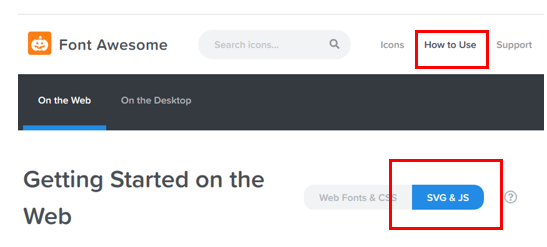 Font Awesome Search icons... Icons How to Use Support
On the Web On the Desktop
Getting Started on the
Web
Web Fonts & CSS SVG & JS ?